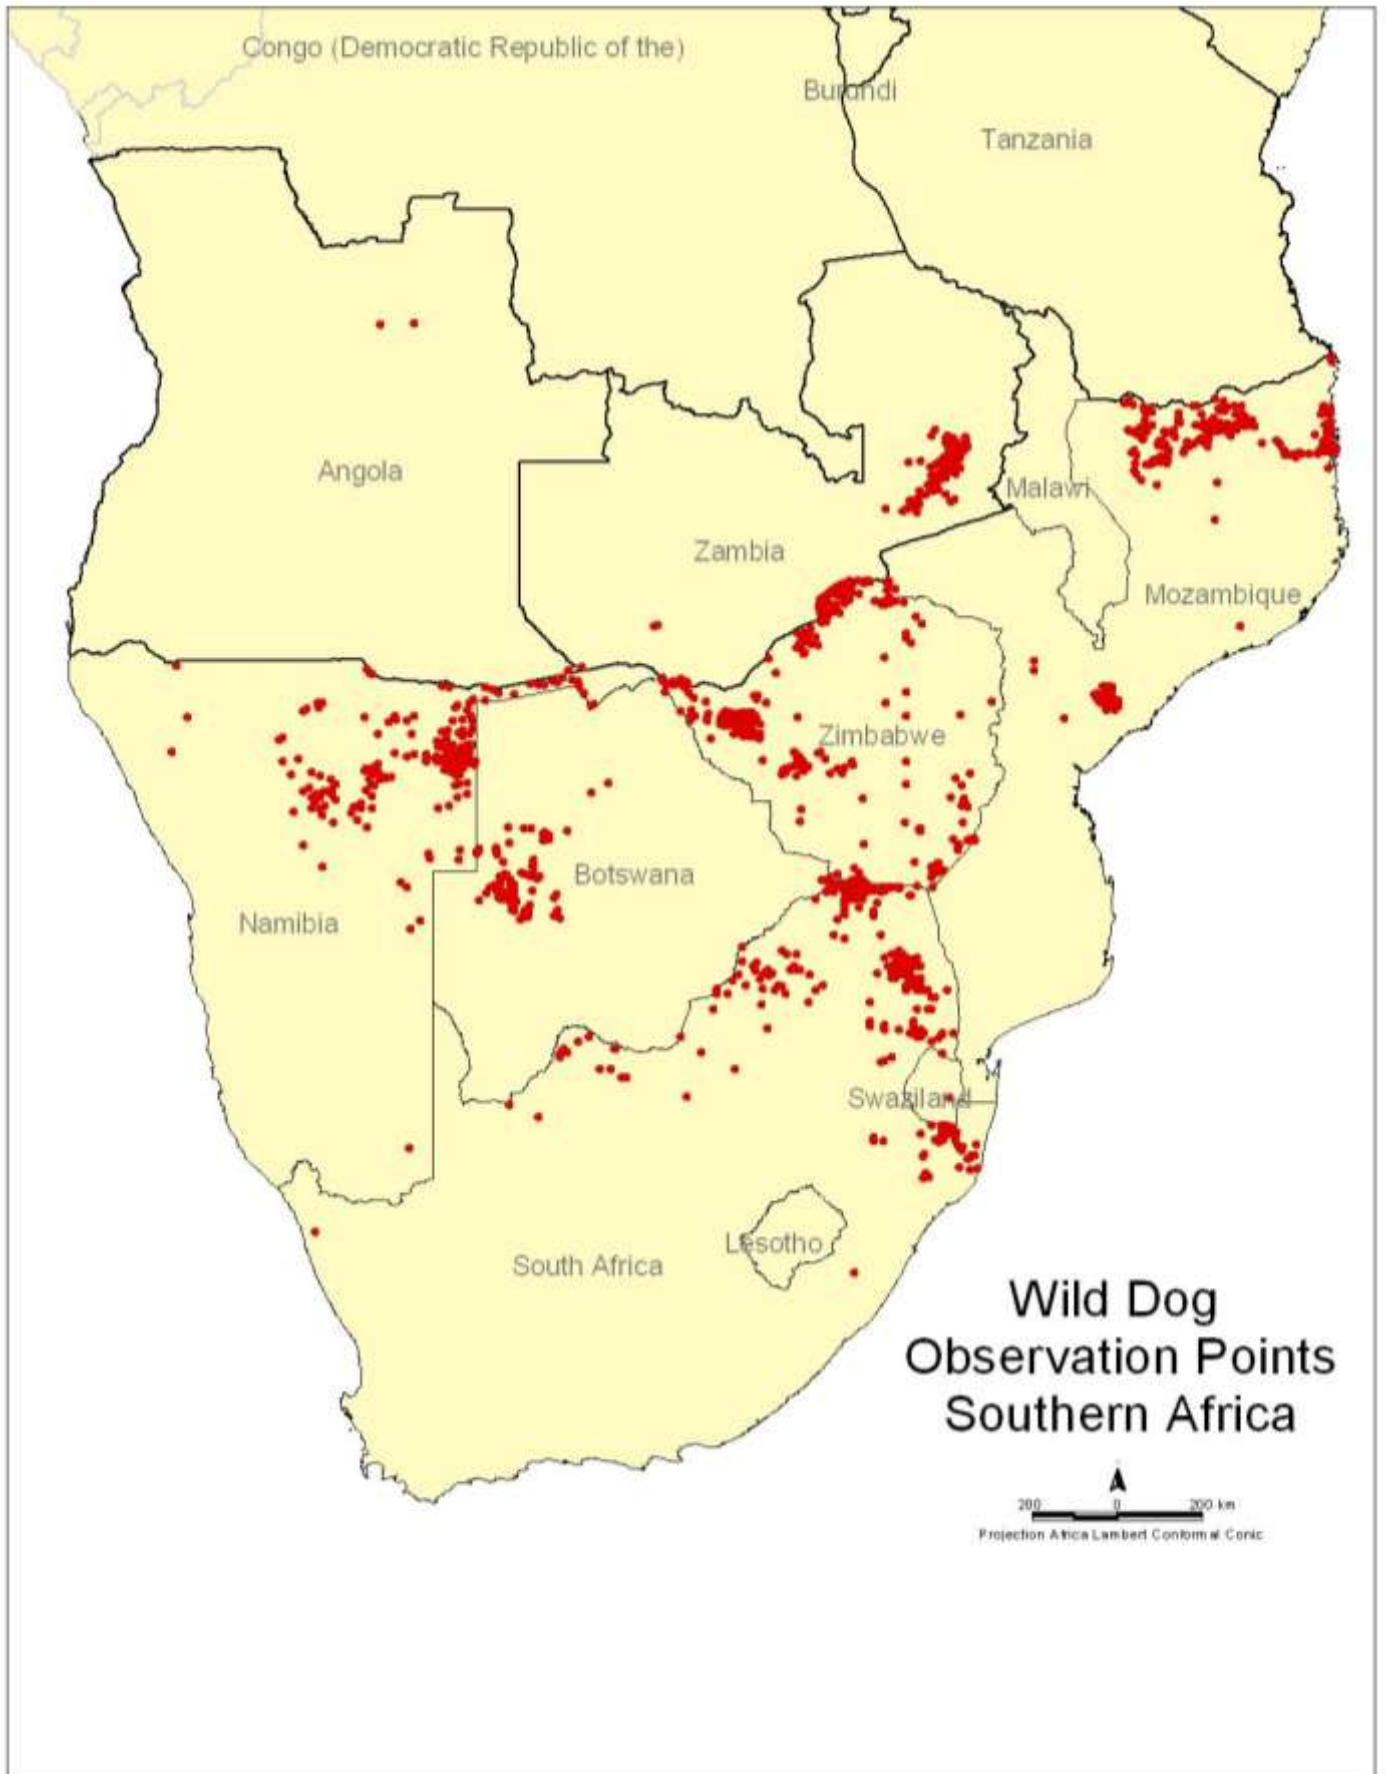 Congo (Democratic Republic of the)
Burundi
Tanzania
Angola
Malawi
Zambia
Mozambique
Zimbabwe
Botswana
Namibia
Swaziland
Lesotho
South Africa
Wild Dog
Observation Points
Southern Africa
200 0 200 km
Projection Africa Lambert Conformal Conic